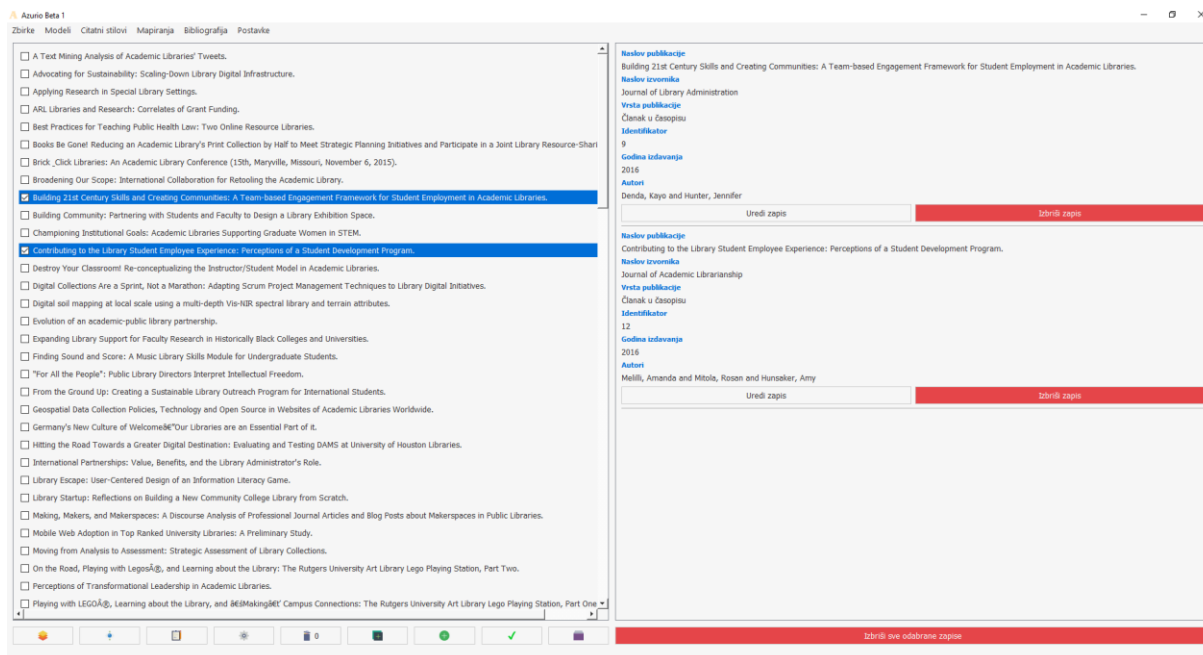 Azurio Beta 1
Zbirke Modeli Citatni stilovi Mapiranja Bibliografija Postavke
A Text Mining Analysis of Academic Libraries' Tweets.
Advocating for Sustainability: Scaling-Down Library Digital Infrastructure.
Applying Research in Special Library Settings.
ARL Libraries and Research: Correlates of Grant Funding.
Best Practices for Teaching Public Health Law: Two Online Resource Libraries.
Books Be Gone! Reducing an Academic Library's Print Collection by Half to Meet Strategic Planning Initiatives and Participate in a Joint Library Resource-Shari
Brick_Click Libraries: An Academic Library Conference (15th, Maryville, Missouri, November 6, 2015).
Broadening Our Scope: International Collaboration for Retooling the Academic Library.
Building 21st Century Skills and Creating Communities: A Team-based Engagement Framework for Student Employment in Academic Libraries.
Building Community: Partnering with Students and Faculty to Design a Library Exhibition Space.
Championing Institutional Goals: Academic Libraries Supporting Graduate Women in STEM.
Contributing to the Library Student Employee Experience: Perceptions of a Student Development Program.
Destroy Your Classroom! Re-conceptualizing the Instructor/Student Model in Academic Libraries.
Digital Collections Are a Sprint, Not a Marathon: Adapting Scrum Project Management Techniques to Library Digital Initiatives.
Digital soil mapping at local scale using a multi-depth Vis-NIR spectral library and terrain attributes.
Evolution of an academic-public library partnership.
Expanding Library Support for Faculty Research in Historically Black Colleges and Universities.
Finding Sound and Score: A Music Library Skills Module for Undergraduate Students.
"For All the People": Public Library Directors Interpret Intellectual Freedom.
From the Ground Up: Creating a Sustainable Library Outreach Program for International Students.
Geospatial Data Collection Policies, Technology and Open Source in Websites of Academic Libraries Worldwide.
Germany's New Culture of Welcomeâ€"Our Libraries are an Essential Part of it.
Hitting the Road Towards a Greater Digital Destination: Evaluating and Testing DAMS at University of Houston Libraries.
International Partnerships: Value, Benefits, and the Library Administrator's Role.
Library Escape: User-Centered Design of an Information Literacy Game.
Library Startup: Reflections on Building a New Community College Library from Scratch.
Making, Makers, and Makerspaces: A Discourse Analysis of Professional Journal Articles and Blog Posts about Makerspaces in Public Libraries.
Mobile Web Adoption in Top Ranked University Libraries: A Preliminary Study.
Moving from Analysis to Assessment: Strategic Assessment of Library Collections.
On the Road, Playing with LegosÂ®, and Learning about the Library: The Rutgers University Art Library Lego Playing Station, Part Two.
Perceptions of Transformational Leadership in Academic Libraries.
Playing with LEGOÂ®, Learning about the Library, and â€šMakingâ€ť Campus Connections: The Rutgers University Art Library Lego Playing Station, Part One
0
Naslov publikacije
Building 21st Century Skills and Creating Communities: A Team-based Engagement Framework for Student Employment in Academic Libraries.
Naslov izvornika
Journal of Library Administration
Vrsta publikacije
Članak u časopisu
Identifikator
9
Godina izdavanja
2016
Autori
Denda, Kayo and Hunter, Jennifer
Uredi zapis Izbriši zapis
Naslov publikacije
Contributing to the Library Student Employee Experience: Perceptions of a Student Development Program.
Naslov izvornika
Journal of Academic Librarianship
Vrsta publikacije
Članak u časopisu
Identifikator
12
Godina izdavanja
2016
Autori
Melilli, Amanda and Mitola, Rosan and Hunsaker, Amy
Uredi zapis Izbriši zapis
Izbriši sve odabrane zapise